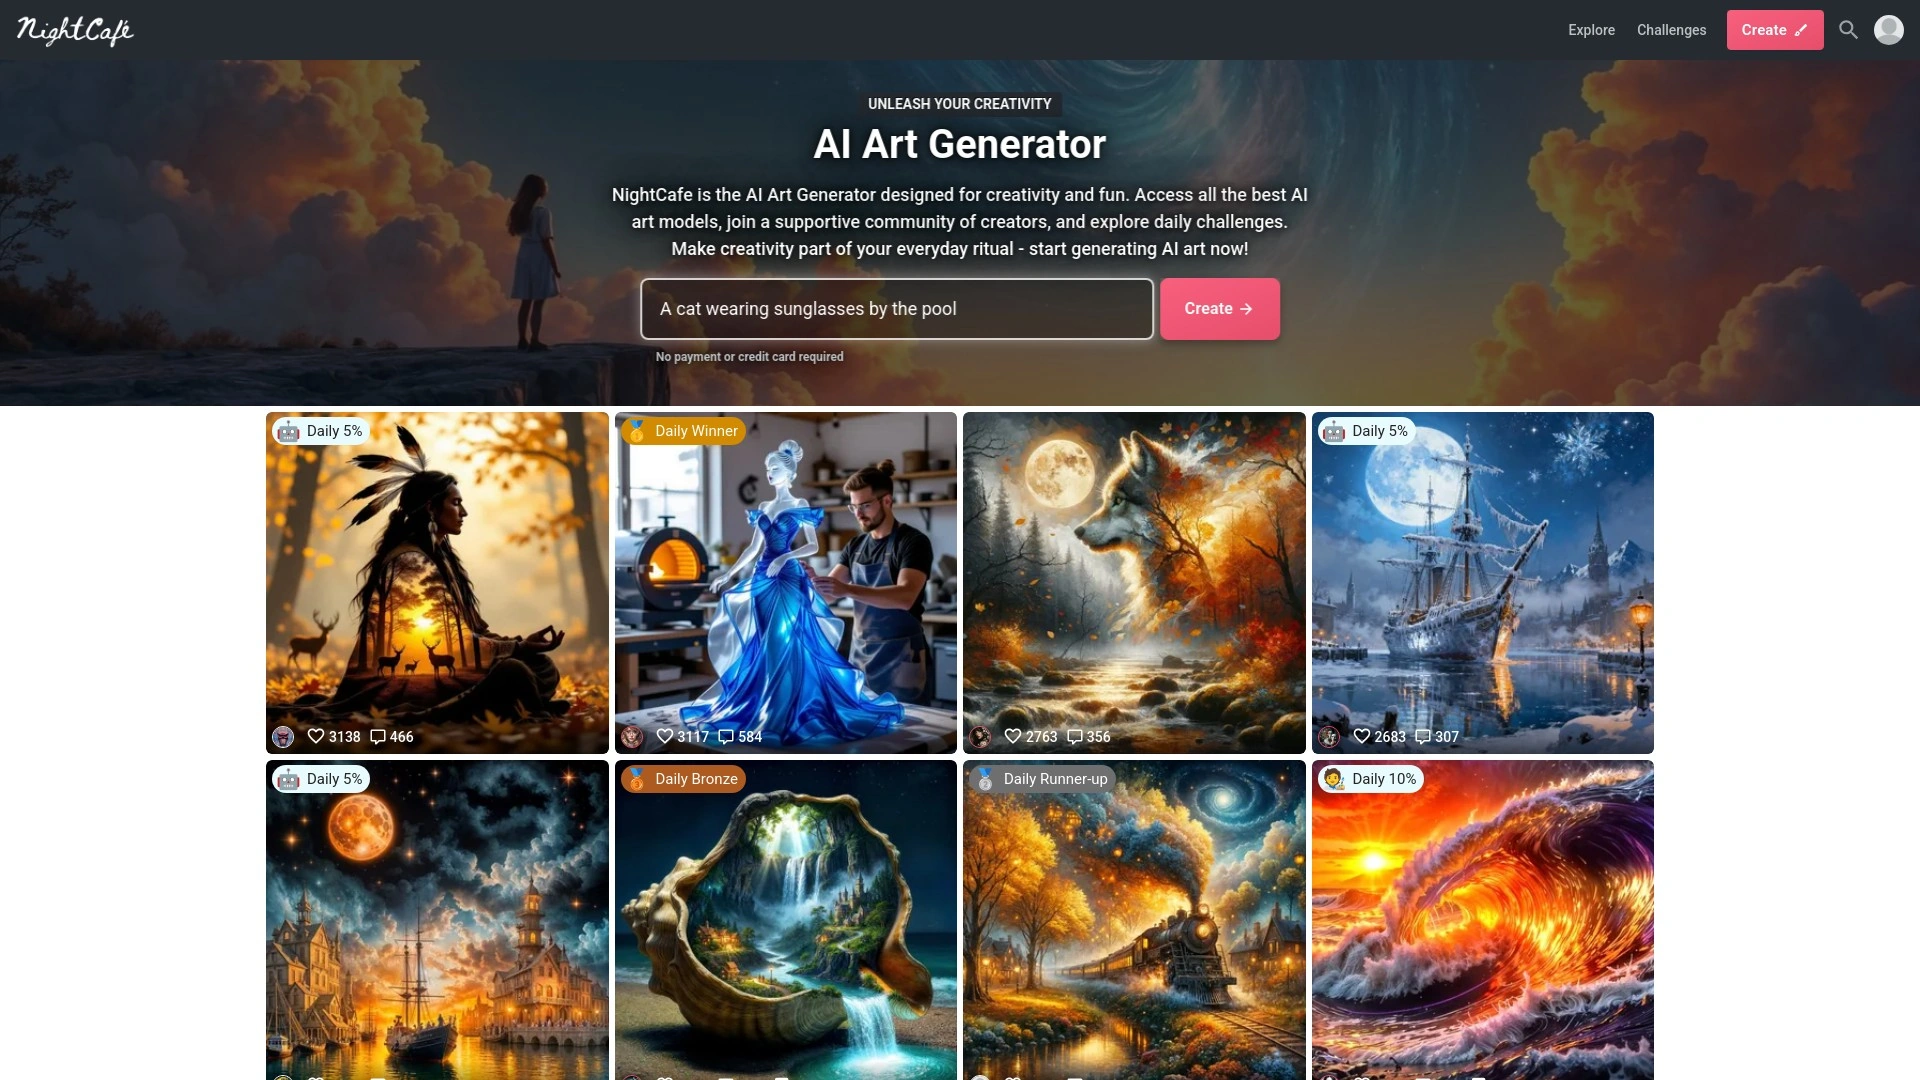 NightCafé
Explore
Challenges
Create
UNLEASH YOUR CREATIVITY
AI Art Generator
NightCafe is the AI Art Generator designed for creativity and fun. Access all the best AI
art models, join a supportive community of creators, and explore daily challenges.
Make creativity part of your everyday ritual - start generating AI art now!
A cat wearing sunglasses by the pool
Create
No payment or credit card required
Daily 5%
Daily Winner
Daily 5%
3138
466
3117
584
2763
356
2683
307
Daily 5%
Daily Bronze
Daily Runner-up
Daily 10%